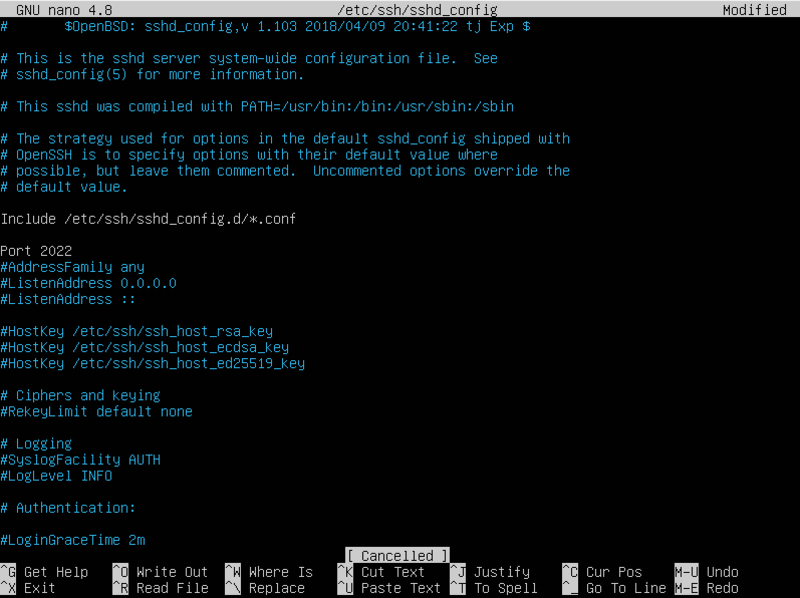 GNU nano 4.8 /etc/ssh/sshd_config Modified
# $OpenBSD: sshd_config,v 1.103 2018/04/09 20:41:22 tj Exp $
# This is the sshd server system-wide configuration file. See
# sshd_config(5) for more information.
# This sshd was compiled with PATH=/usr/bin:/bin:/usr/sbin:/sbin
# The strategy used for options in the default sshd_config shipped with
# OpenSSH is to specify options with their default value where
# possible, but leave them commented. Uncommented options override the
# default value.
Include /etc/ssh/sshd_config.d/*.conf
Port 2022
#AddressFamily any
#ListenAddress 0.0.0.0
#ListenAddress ::
#HostKey /etc/ssh/ssh_host_rsa_key
#HostKey /etc/ssh/ssh_host_ecdsa_key
#HostKey /etc/ssh/ssh_host_ed25519_key
# Ciphers and keying
#RekeyLimit default none
# Logging
#SyslogFacility AUTH
#LogLevel INFO
# Authentication:
#LoginGraceTime 2m
[ Cancelled ]
^G Get Help ^O Write Out ^W Where Is ^K Cut Text ^J Justify ^C Cur Pos M-U Undo
^X Exit ^R Read File ^\ Replace ^U Paste Text ^T To Spell ^_ Go To Line M-E Redo